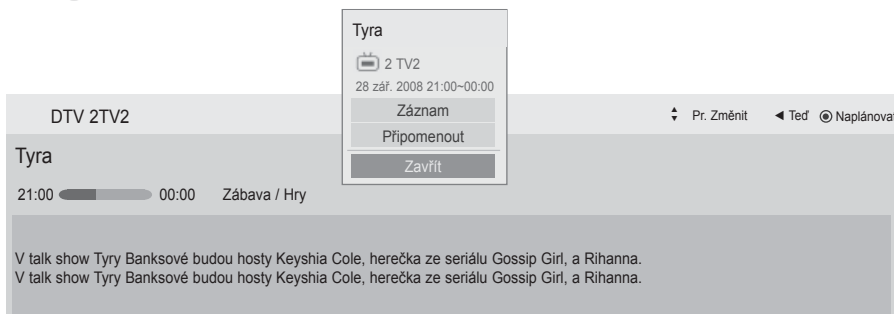 Tyra
2 TV2
28 zář. 2008 21:00~00:00
Záznam
Připomenout
Zavřít
DTV 2TV2
Pr. Změnit ◄ Teď Naplánovat
Tyra
21:00 00:00 Zábava / Hry
V talk show Tyry Banksové budou hosty Keyshia Cole, herečka ze seriálu Gossip Girl, a Rihanna.
V talk show Tyry Banksové budou hosty Keyshia Cole, herečka ze seriálu Gossip Girl, a Rihanna.